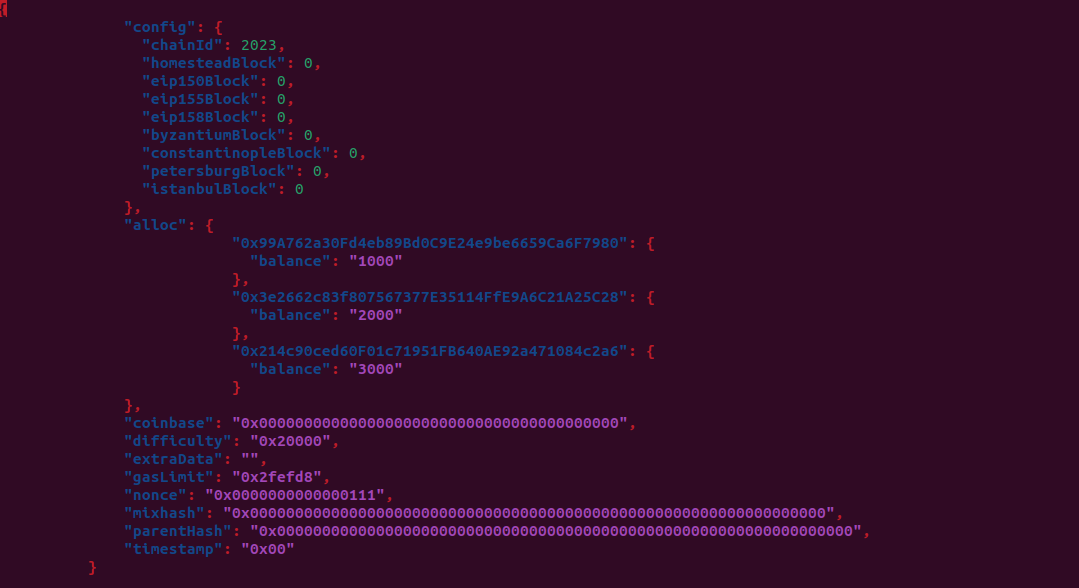 {
"config": {
"chainId": 2023,
"homesteadBlock": 0,
"eip150Block": 0,
"eip155Block": 0,
"eip158Block": 0,
"byzantiumBlock": 0,
"constantinopleBlock": 0,
"petersburgBlock": 0,
"istanbulBlock": 0
},
"alloc": {
"0x99A762a30Fd4eb89Bd0C9E24e9be6659Ca6F7980": {
"balance": "1000"
},
"0x3e2662c83f807567377E35114FfE9A6C21A25C28": {
"balance": "2000"
},
"0x214c90ced60F01c71951FB640AE92a471084c2a6": {
"balance": "3000"
}
},
"coinbase": "0x0000000000000000000000000000000000000000",
"difficulty": "0x20000",
"extraData": "",
"gasLimit": "0x2fefd8",
"nonce": "0x0000000000000111",
"mixhash": "0x0000000000000000000000000000000000000000000000000000000000000000",
"parentHash": "0x0000000000000000000000000000000000000000000000000000000000000000",
"timestamp": "0x00"
}